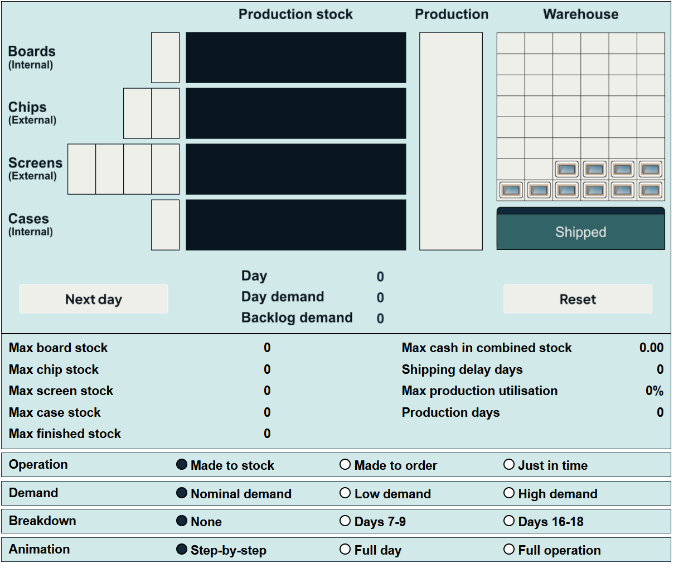 Production stock Production Warehouse
Boards
(Internal)
Chips
(External)
Screens
(External)
Cases
(Internal)
Shipped
Day 0
Day demand 0
Backlog demand 0
Next day
Reset
Max board stock 0 Max cash in combined stock 0.00
Max chip stock 0 Shipping delay days 0
Max screen stock 0 Max production utilisation 0%
Max case stock 0 Production days 0
Max finished stock 0
Operation Made to stock Made to order Just in time
Demand Nominal demand Low demand High demand
Breakdown None Days 7-9 Days 16-18
Animation Step-by-step Full day Full operation